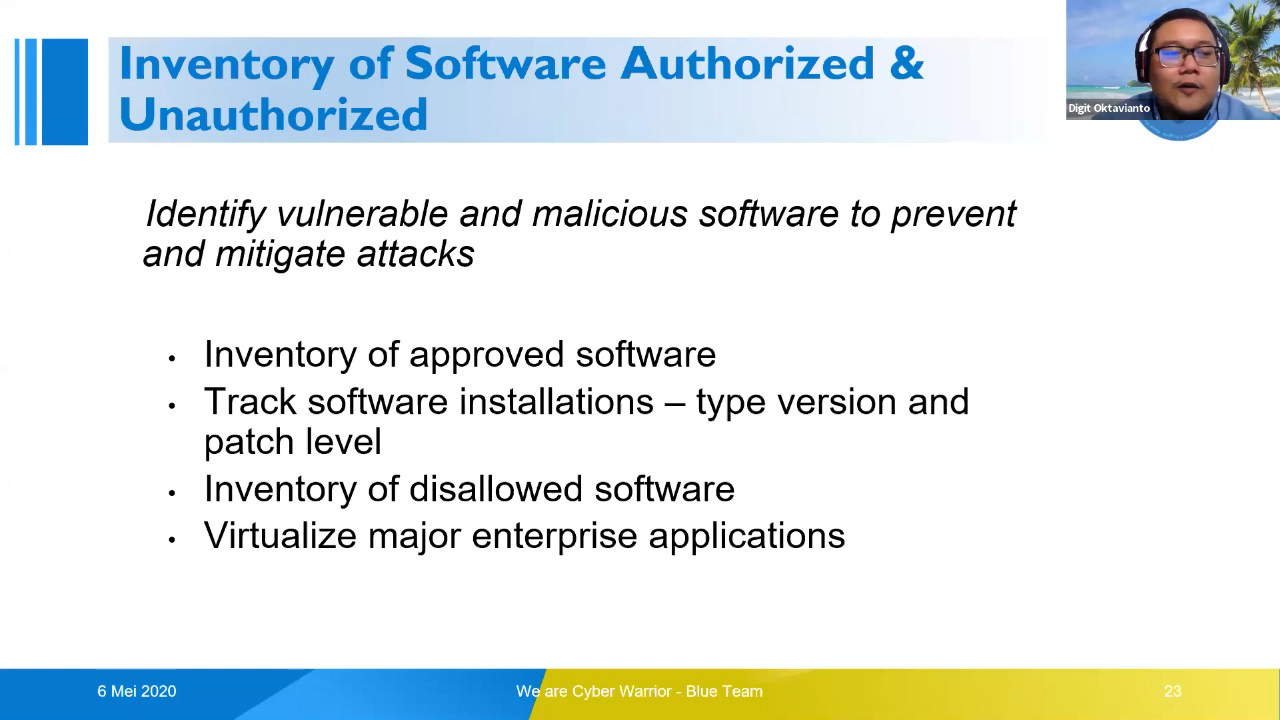 Inventory of Software Authorized &
Unauthorized
Digit Oktavianto
Identify vulnerable and malicious software to prevent
and mitigate attacks
• Inventory of approved software
• Track software installations – type version and
patch level
• Inventory of disallowed software
• Virtualize major enterprise applications
6 Mei 2020
We are Cyber Warrior - Blue Team
23